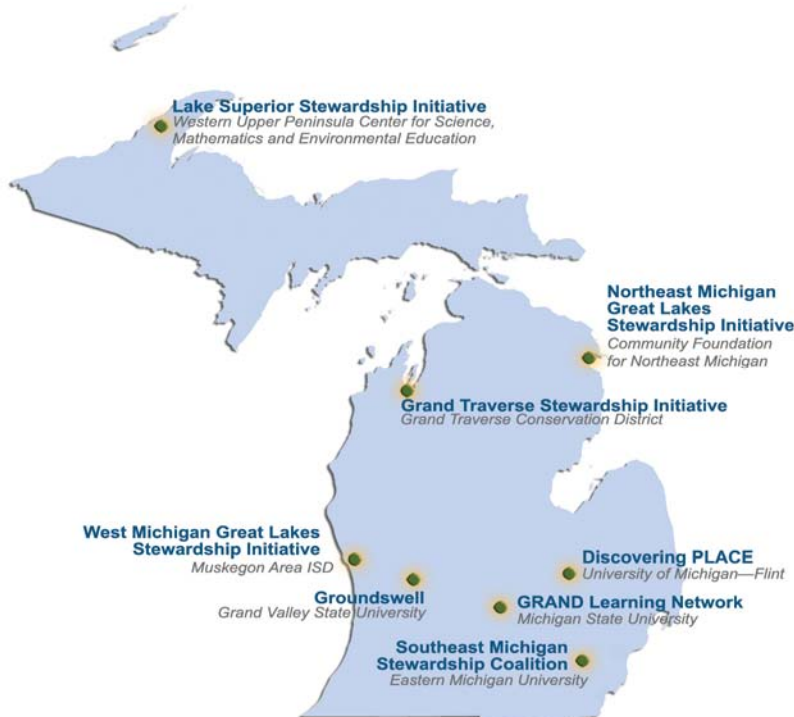 Lake Superior Stewardship Initiative
Western Upper Peninsula Center for Science,
Mathematics and Environmental Education
Northeast Michigan
Great Lakes
Stewardship Initiative
Community Foundation
for Northeast Michigan
Grand Traverse Stewardship Initiative
Grand Traverse Conservation District
West Michigan Great Lakes
Stewardship Initiative
Muskegon Area ISD
Groundswell
Grand Valley State University
Discovering PLACE
University of Michigan—Flint
GRAND Learning Network
Michigan State University
Southeast Michigan
Stewardship Coalition
Eastern Michigan University